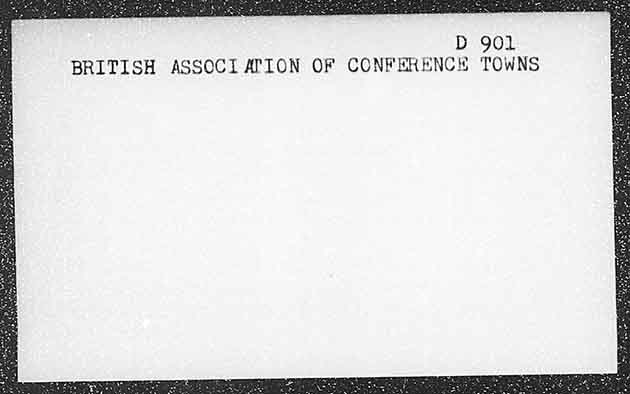 D 901
BRITISH ASSOCIATION OF CONFERENCE TOWNS